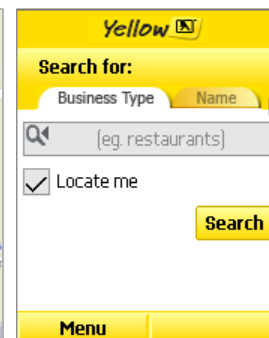 Yellow
Search for:
Business Type
Name
(eg. restaurants)
Locate me
Search
Menu